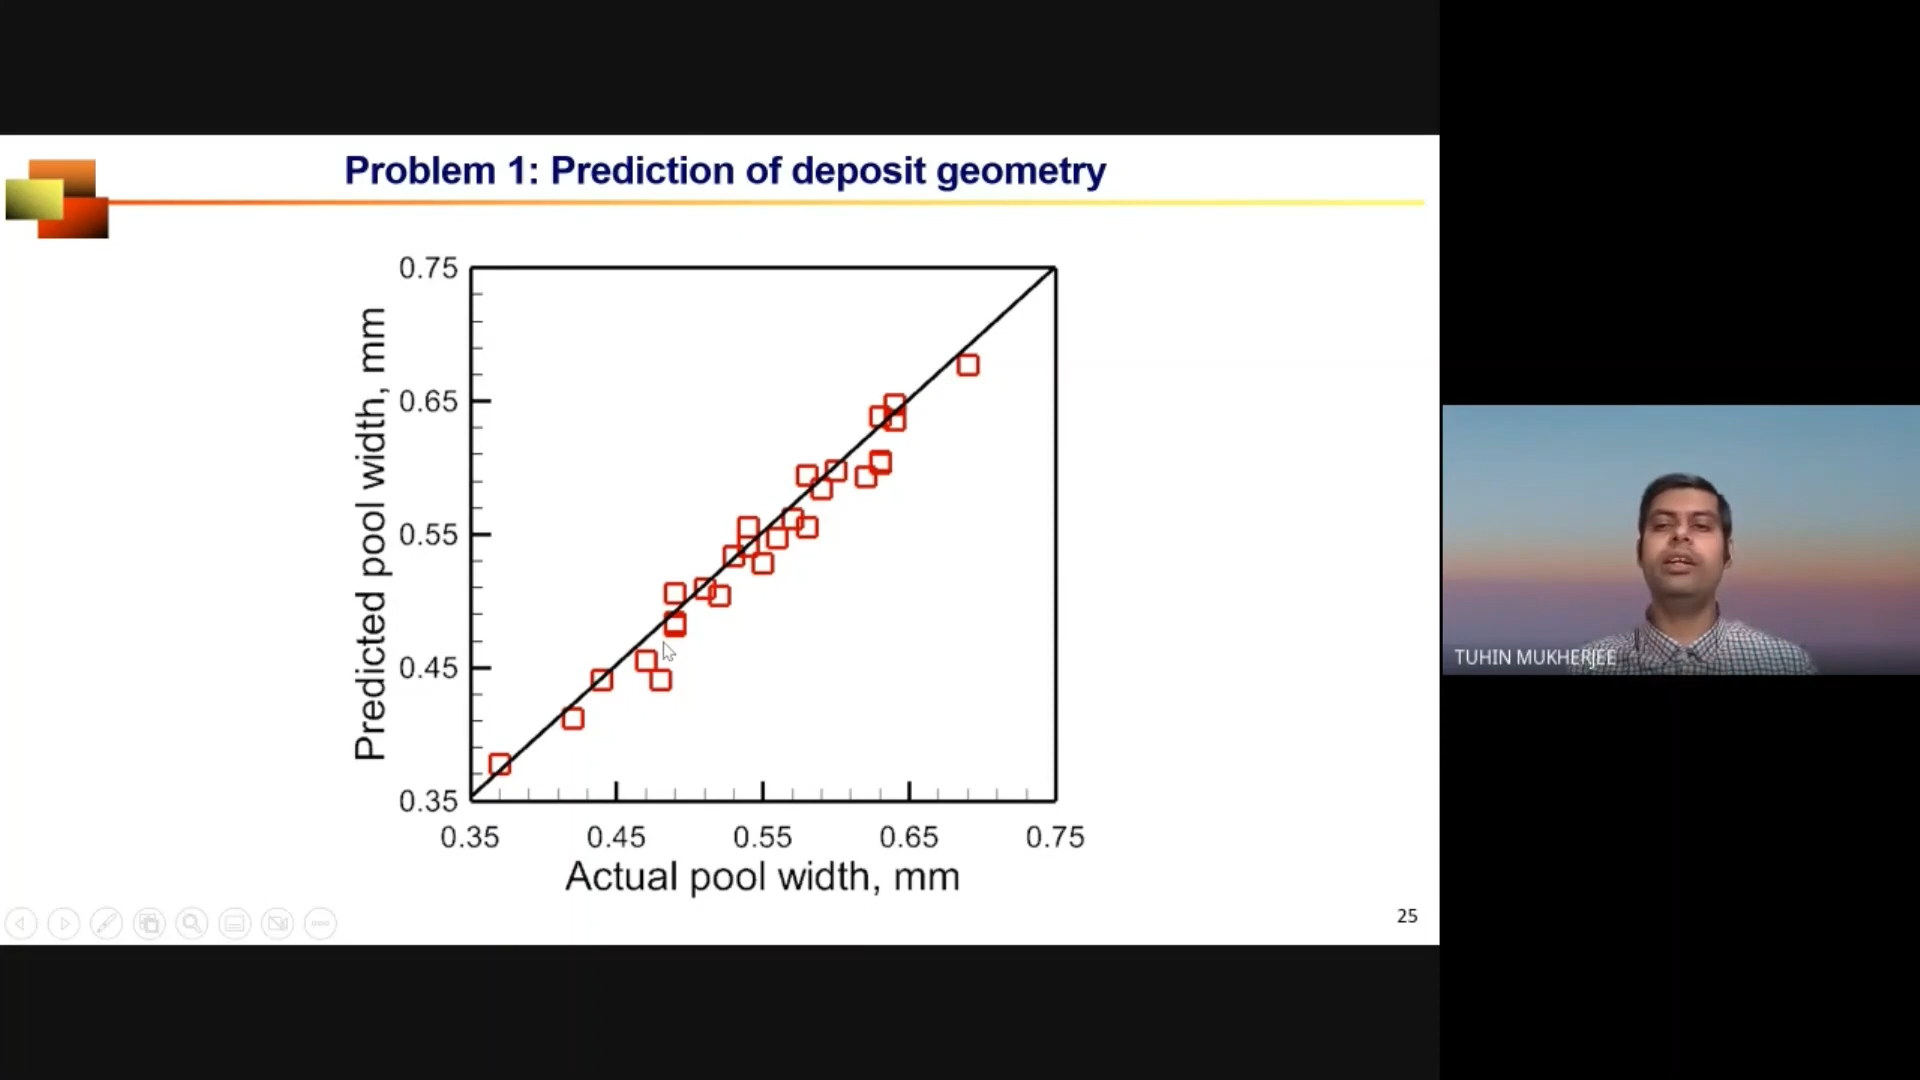 Problem 1: Prediction of deposit geometry
Predicted pool width, mm
0.75
0.65
0.55
0.45
0.35
0.35 0.45 0.55 0.65 0.75
Actual pool width, mm
25
TUHIN MUKHERJEE